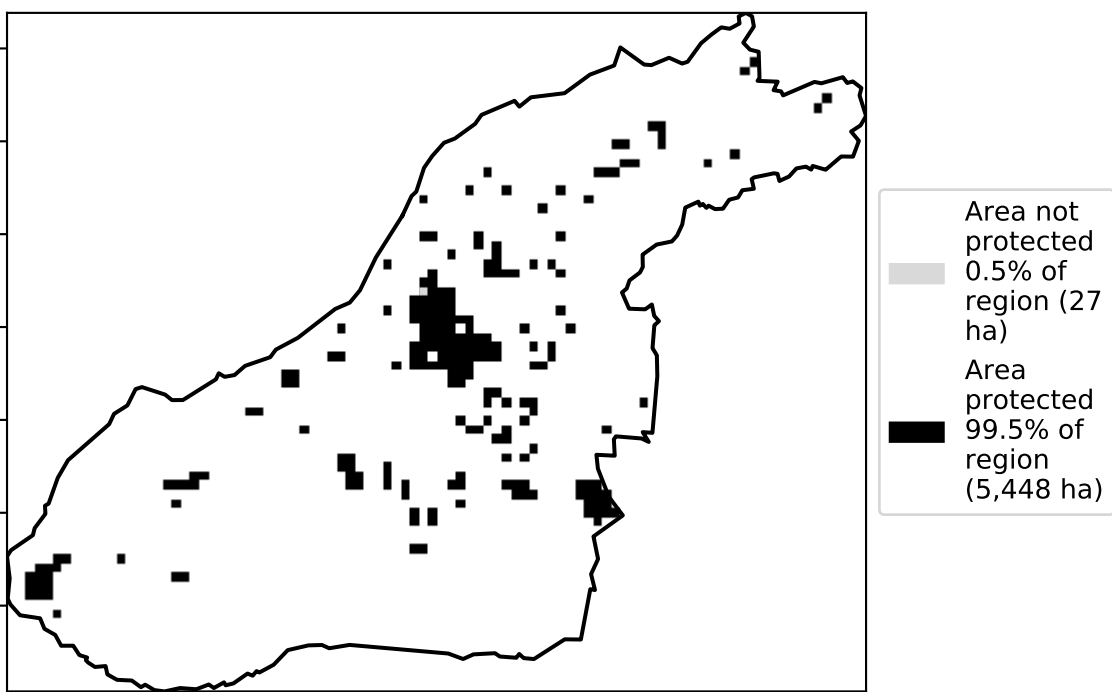 Area not
protected
0.5% of
region (27
ha)
Area
protected
99.5% of
region
(5,448 ha)